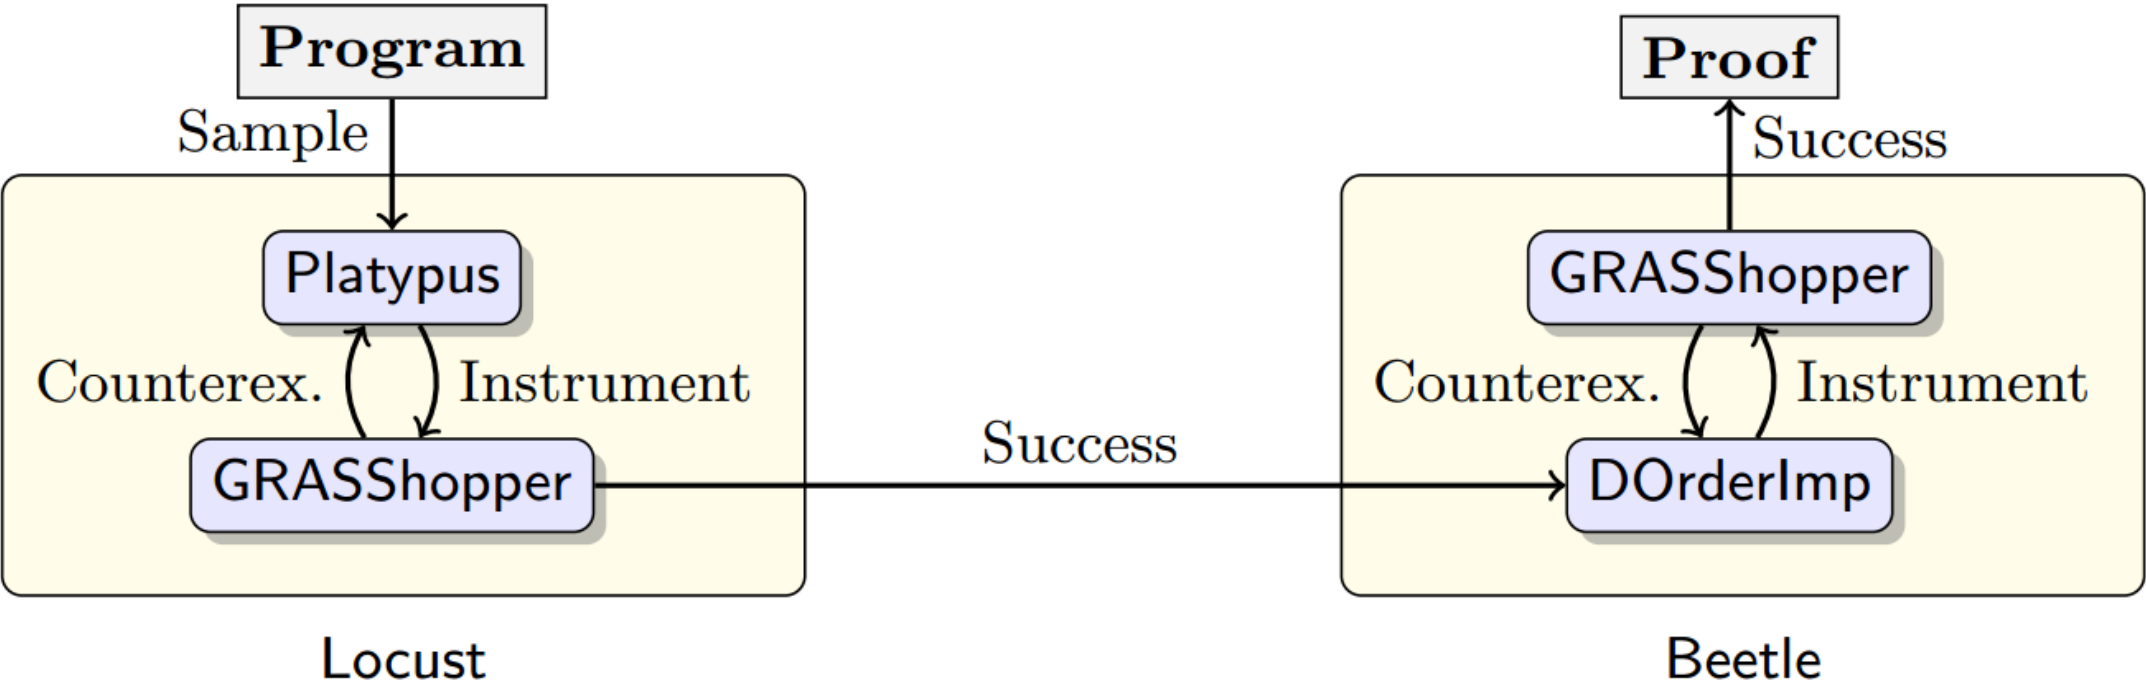 Program
Proof
Sample
Success
Platypus
GRASShopper
Counterex.
Instrument
Counterex.
Instrument
Success
GRASShopper
DOrderImp
Locust
Beetle